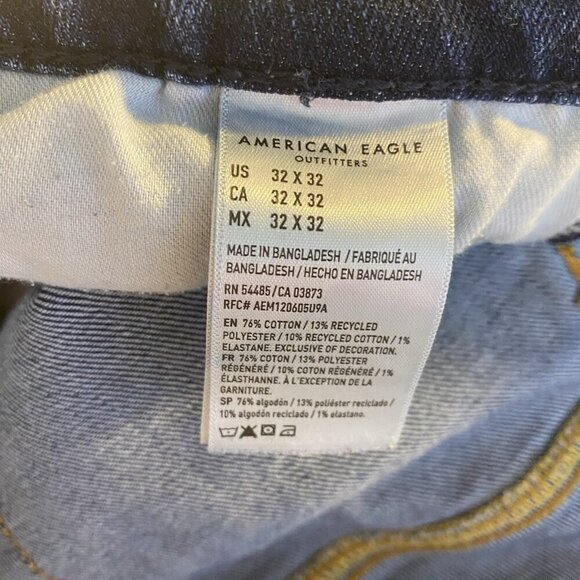 AMERICAN EAGLE
OUTFITTERS
US 32 X 32
CA 32 X 32
MX 32 X 32
MADE IN BANGLADESH / FABRIQUÉ AU
BANGLADESH / HECHO EN BANGLADESH
RN 54485/CA 03873
RFC# AEM120605U9A
EN 76% COTTON / 13% RECYCLED
POLYESTER / 10% RECYCLED COTTON / 1%
ELASTANE. EXCLUSIVE OF DECORATION.
FR 76% COTON / 13% POLYESTER
RÉGÉNÉRÉ / 10% COTON RÉGÉNÉRÉ / 1%
ÉLASTHANNE. À L'EXCEPTION DE LA
GARNITURE.
SP 76% algodón / 13% poliéster reciclado /
10% algodón reciclado / 1% elastano.